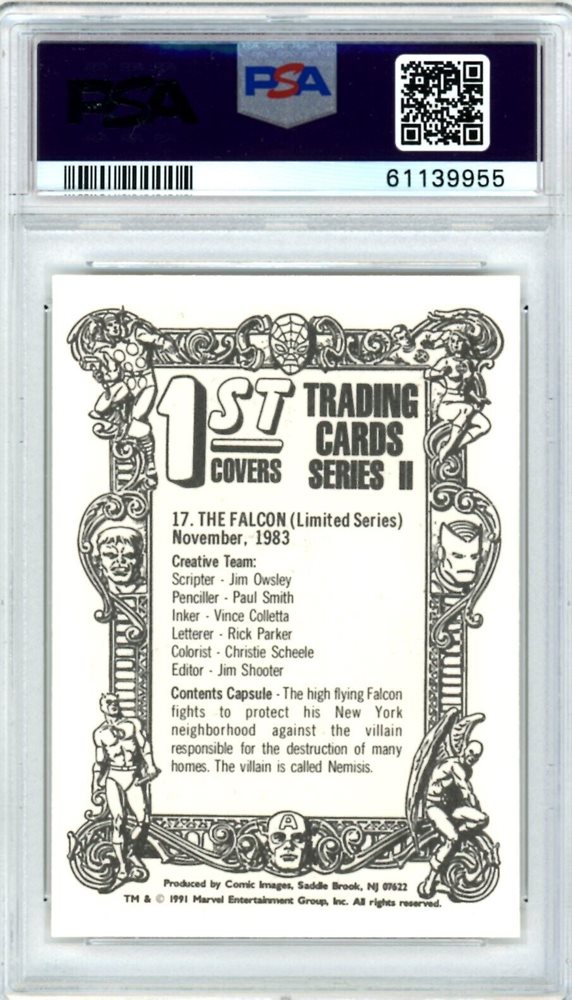 PSA
PSA
61139955
1ST COVERS
TRADING
CARDS
SERIES II
17. THE FALCON (Limited Series)
November, 1983
Creative Team:
Scripter - Jim Owsley
Penciller - Paul Smith
Inker - Vince Colletta
Letterer - Rick Parker
Colorist - Christie Scheele
Editor - Jim Shooter
Contents Capsule - The high flying Falcon
fights to protect his New York
neighborhood against the villain
responsible for the destruction of many
homes. The villain is called Nemisis.
A
Produced by Comic Images, Saddle Brook, NJ 07622
TM & © 1991 Marvel Entertainment Group, Inc. All rights reserved.